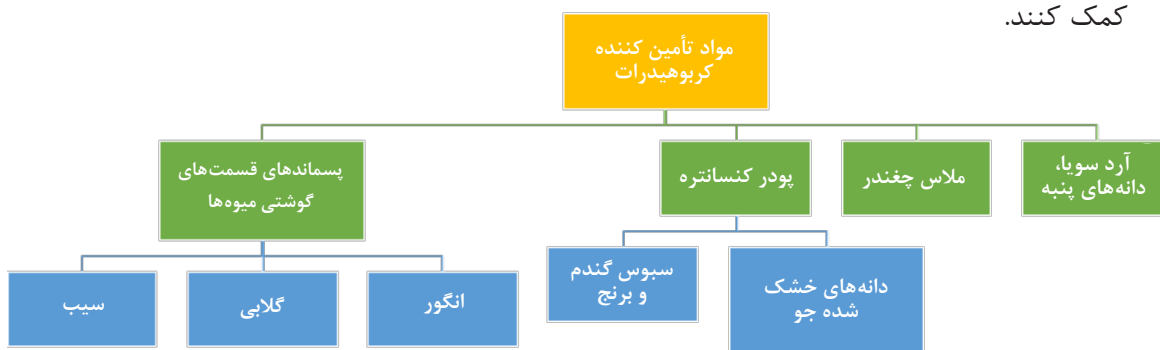 کمک کنند.
مواد تأمین کننده
کربوهیدرات
آرد سویا،
دانه‌های پنبه
ملاس چغندر
پودر کنسانتره
پسماندهای قسمت‌های
گوشتی میوه‌ها
دانه‌های خشک
شده جو
سبوس گندم
و برنج
انگور
گلابی
سیب